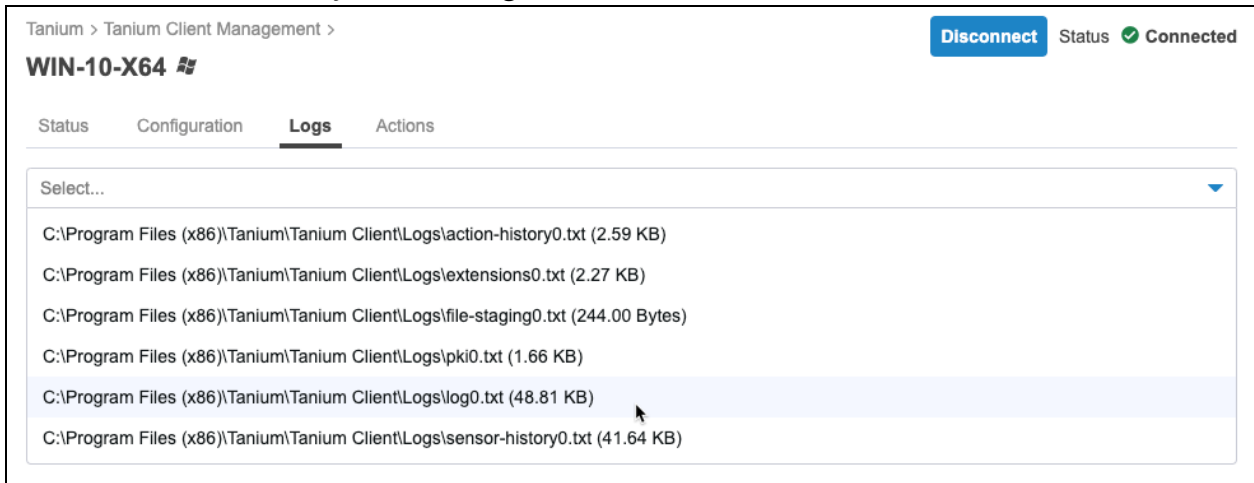 Tanium > Tanium Client Management >
Disconnect Status Connected
WIN-10-X64
Status Configuration Logs Actions
Select...
C:\Program Files (x86)\Tanium\Tanium Client\Logs\action-history0.txt (2.59 KB)
C:\Program Files (x86)\Tanium\Tanium Client\Logs\extensions0.txt (2.27 KB)
C:\Program Files (x86)\Tanium\Tanium Client\Logs\file-staging0.txt (244.00 Bytes)
C:\Program Files (x86)\Tanium\Tanium Client\Logs\pki0.txt (1.66 KB)
C:\Program Files (x86)\Tanium\Tanium Client\Logs\log0.txt (48.81 KB)
C:\Program Files (x86)\Tanium\Tanium Client\Logs\sensor-history0.txt (41.64 KB)